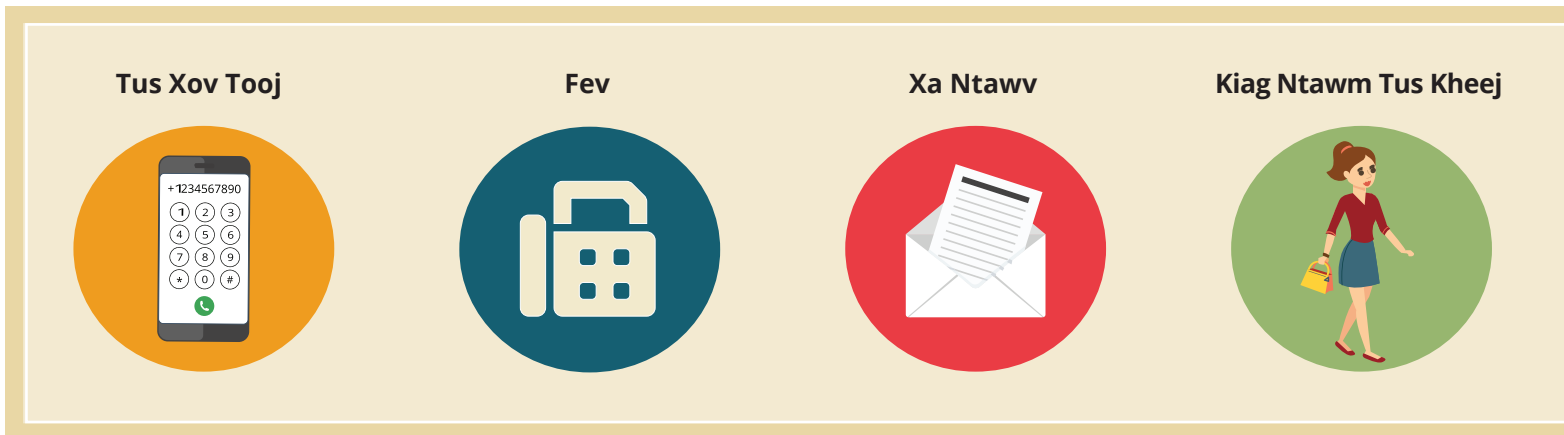 Tus Xov Tooj
Fev
Xa Ntawv
Kiag Ntawm Tus Kheej
+1234567890
1 2 3
4 5 6
7 8 9
* 0 #